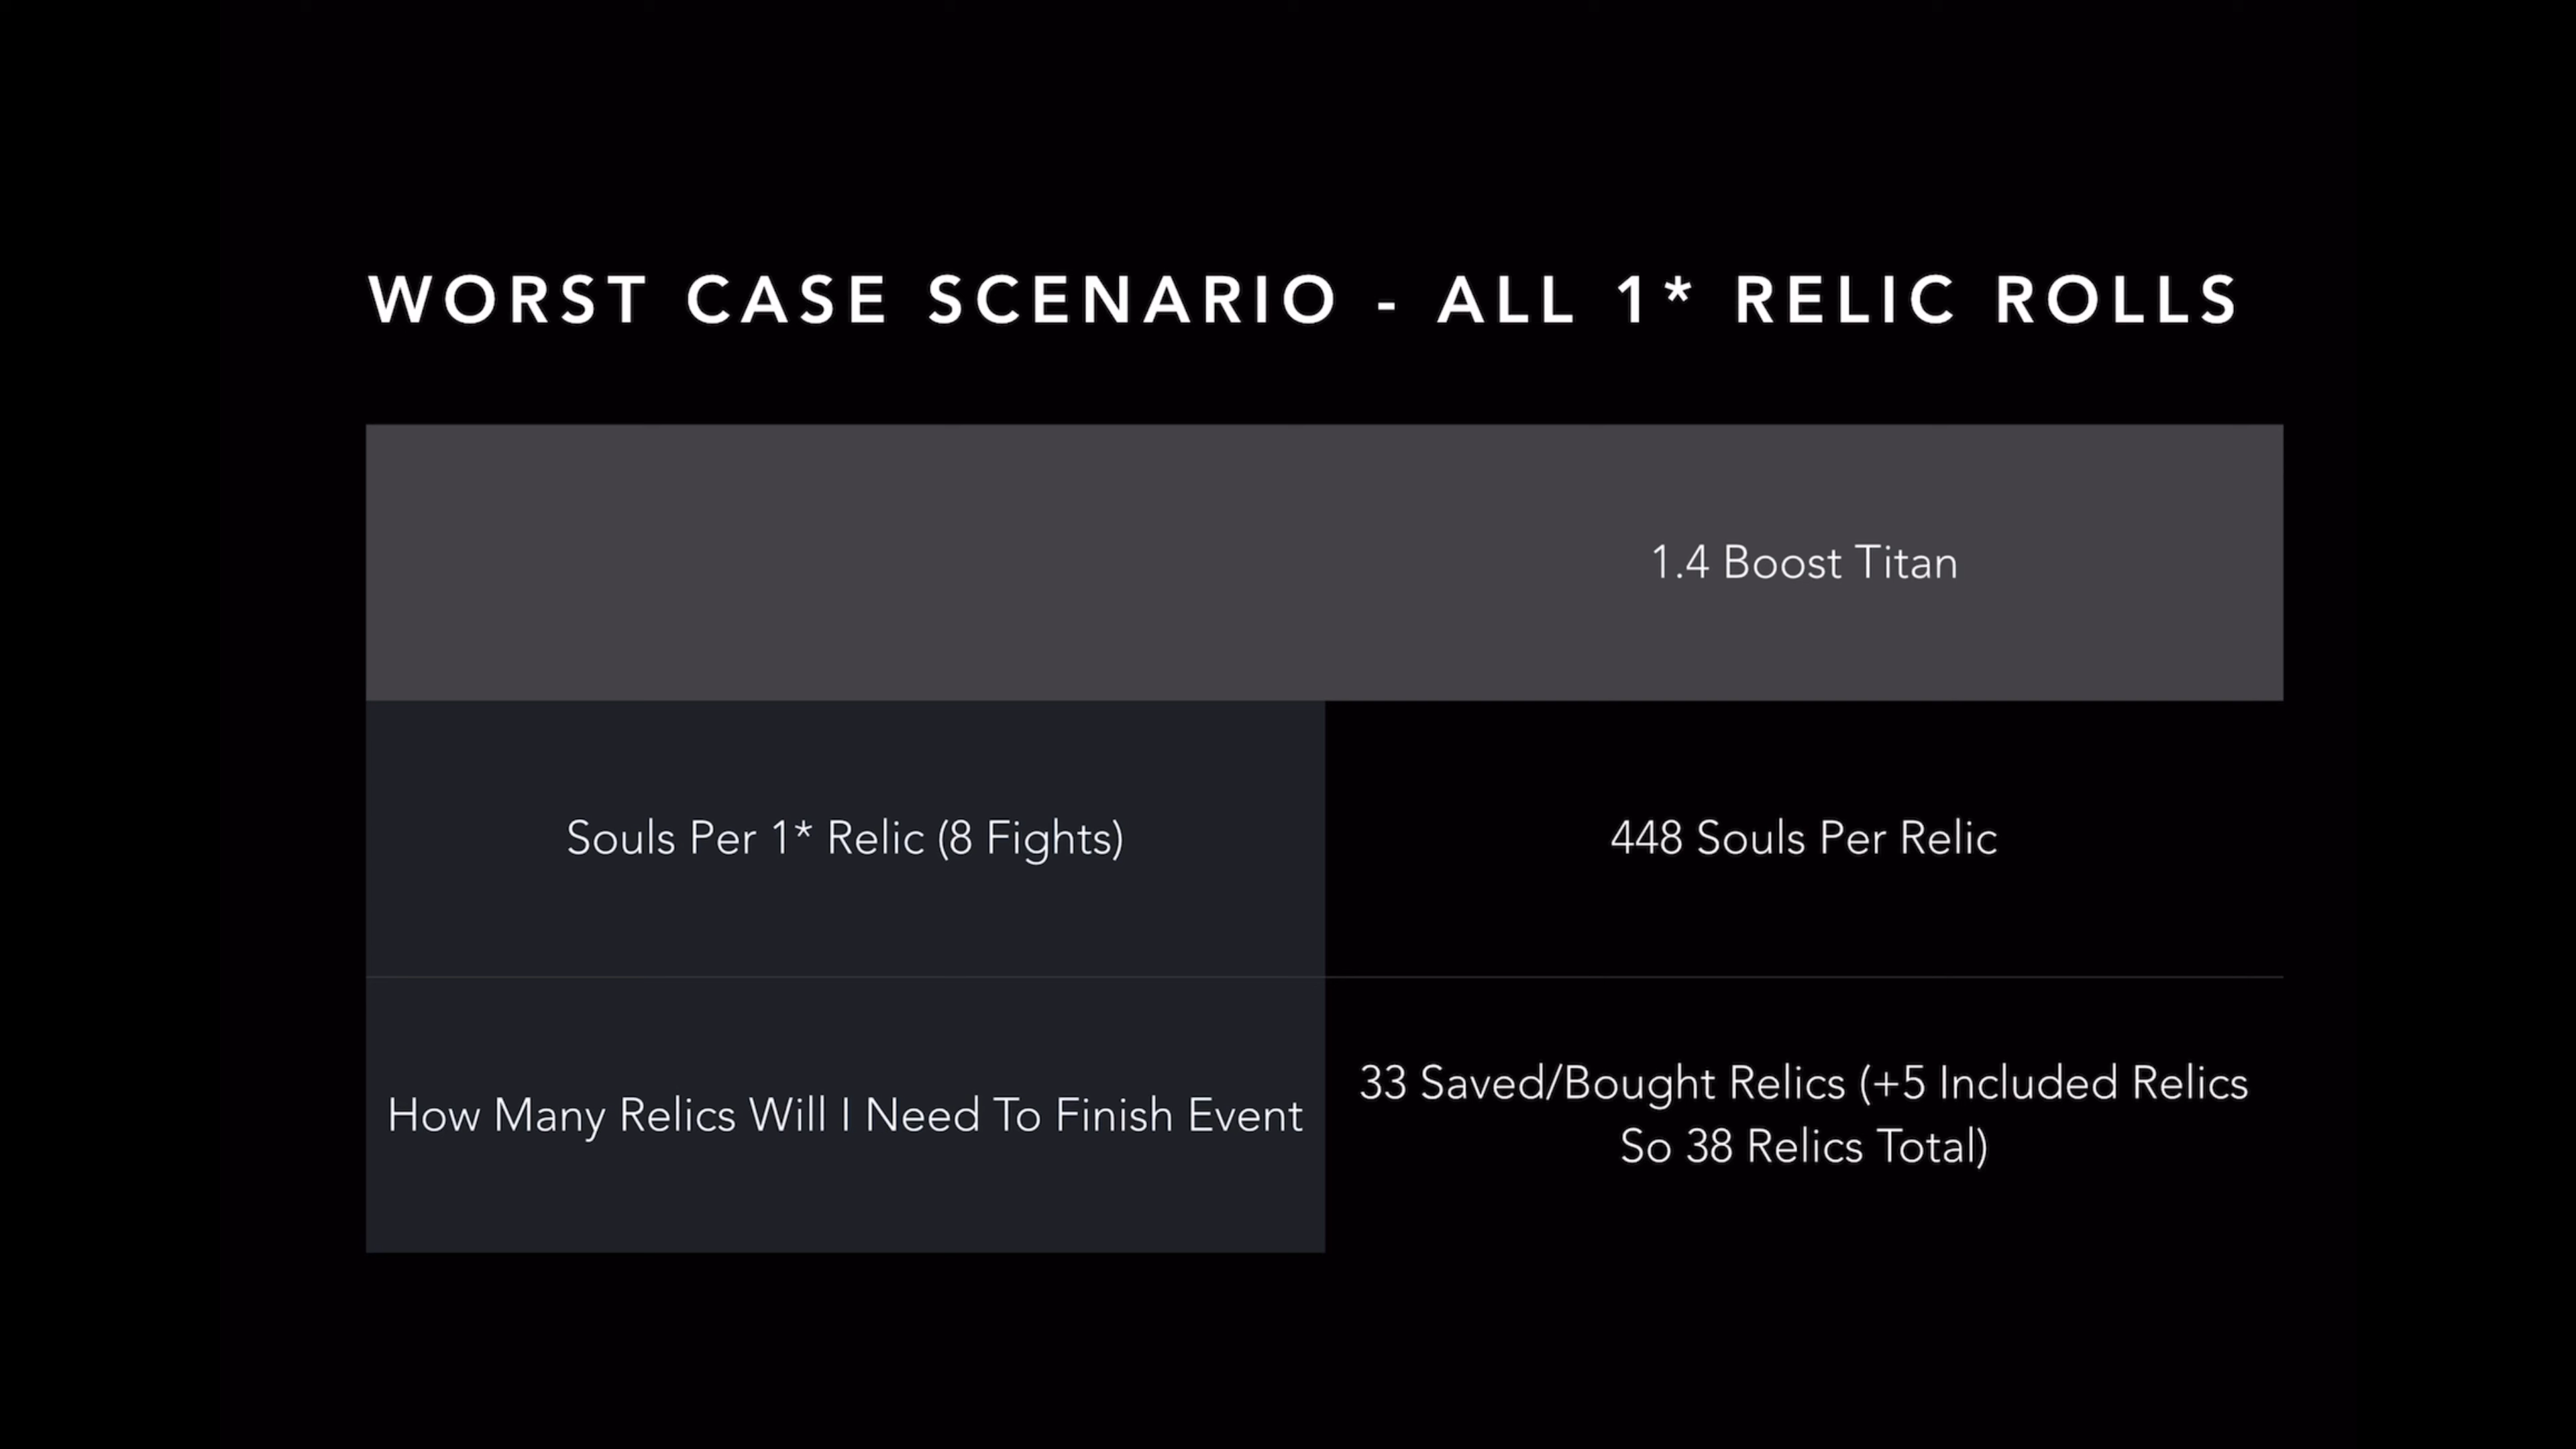 WORST CASE SCENARIO - ALL 1* RELIC ROLLS
1.4 Boost Titan
Souls Per 1* Relic (8 Fights)
448 Souls Per Relic
How Many Relics Will I Need To Finish Event
33 Saved/Bought Relics (+5 Included Relics
So 38 Relics Total)